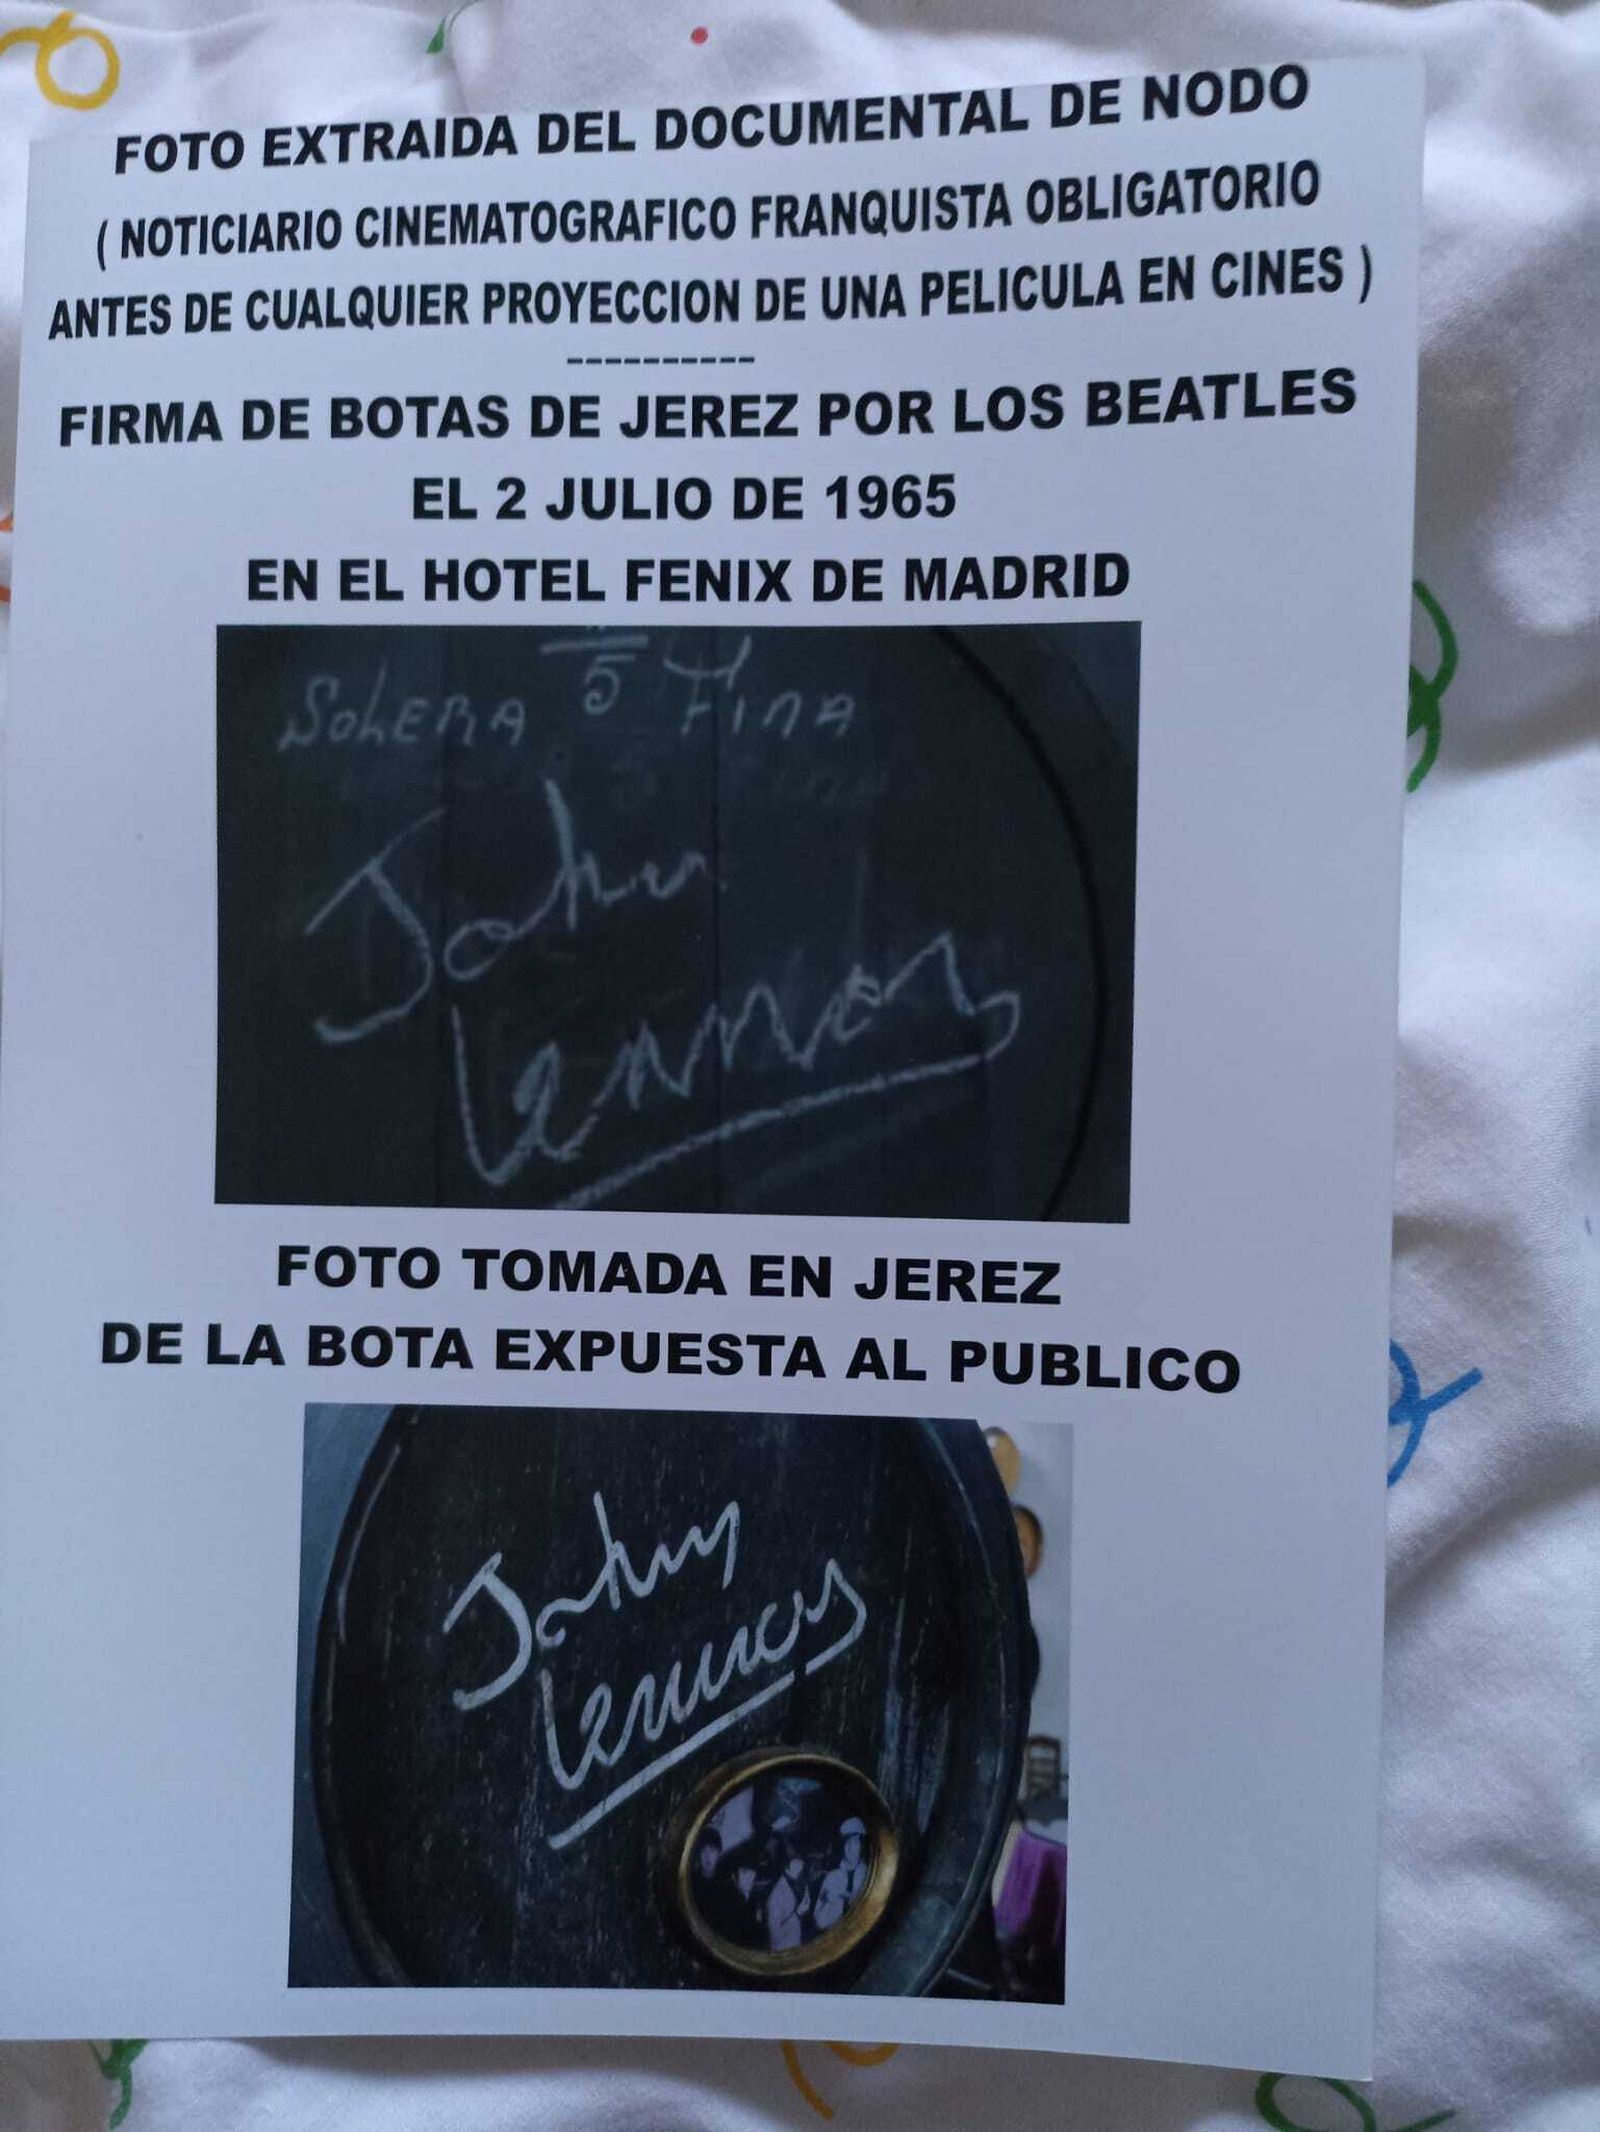 FOTO EXTRAIDA DEL DOCUMENTAL DE NODO
( NOTICIARIO CINEMATOGRAFICO FRANQUISTA OBLIGATORIO
ANTES DE CUALQUIER PROYECCION DE UNA PELICULA EN CINES )
----------
FIRMA DE BOTAS DE JEREZ POR LOS BEATLES
EL 2 JULIO DE 1965
EN EL HOTEL FENIX DE MADRID
5
SOLERA FINA
John
Lennon
FOTO TOMADA EN JEREZ
DE LA BOTA EXPUESTA AL PUBLICO
John
Lennon